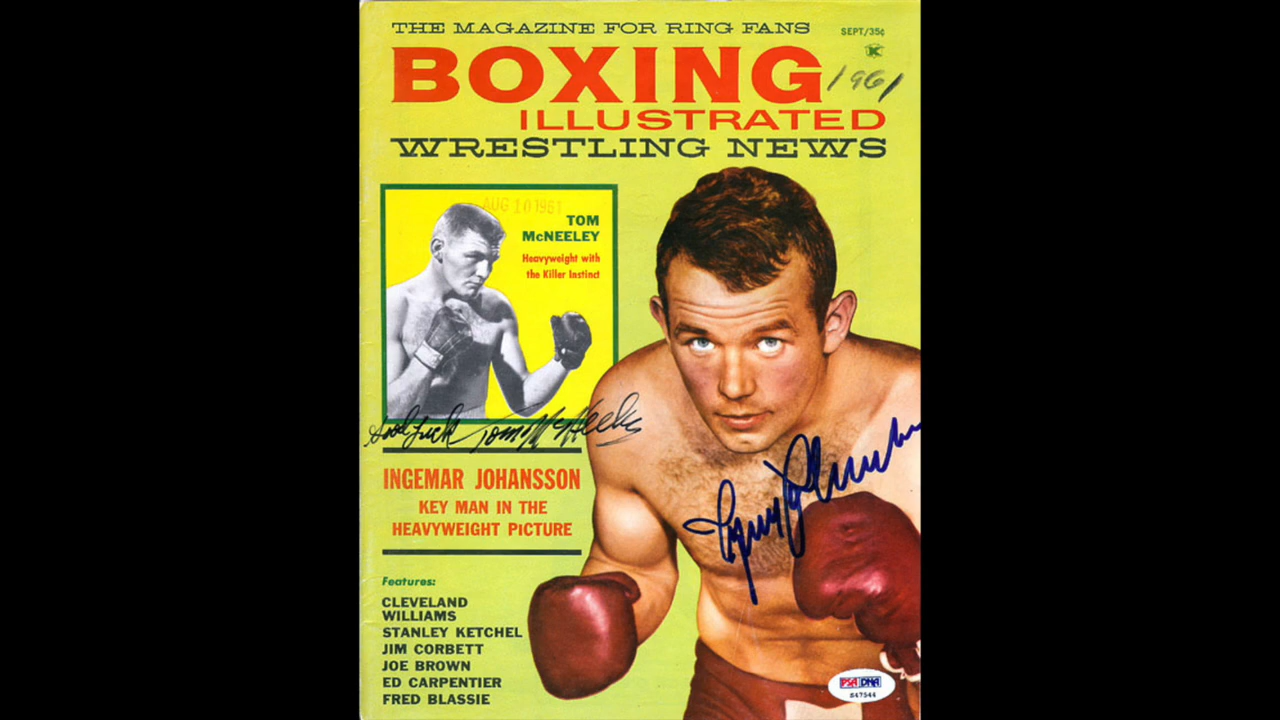 THE MAGAZINE FOR RING FANS
SEPT./35¢
K
BOXING
1961
ILLUSTRATED
WRESTLING NEWS
AUG 10 1961
TOM
McNEELEY
Heavyweight with
the Killer Instinct
Good Luck Tom McNeeley
INGEMAR JOHANSSON
KEY MAN IN THE
HEAVYWEIGHT PICTURE
Features:
CLEVELAND
WILLIAMS
STANLEY KETCHEL
JIM CORBETT
JOE BROWN
ED CARPENTIER
FRED BLASSIE
PSA DNA